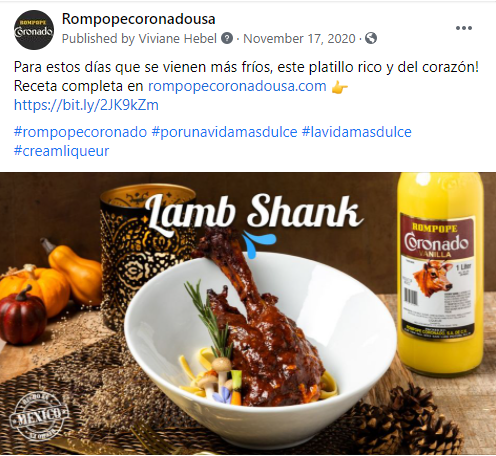 Rompopecoronadousa
Published by Viviane Hebel · November 17, 2020 ·
Para estos días que se vienen más fríos, este platillo rico y del corazón!
Receta completa en rompopecoronadousa.com 👉
https://bit.ly/2JK9kZm
#rompopecoronado #porunavidamasdulce #lavidamasdulce
#creamliqueur
Lamb Shank
ROMPOPE
Coronado
VAINILLA
1 Liter
HECHO EN
MEXICO